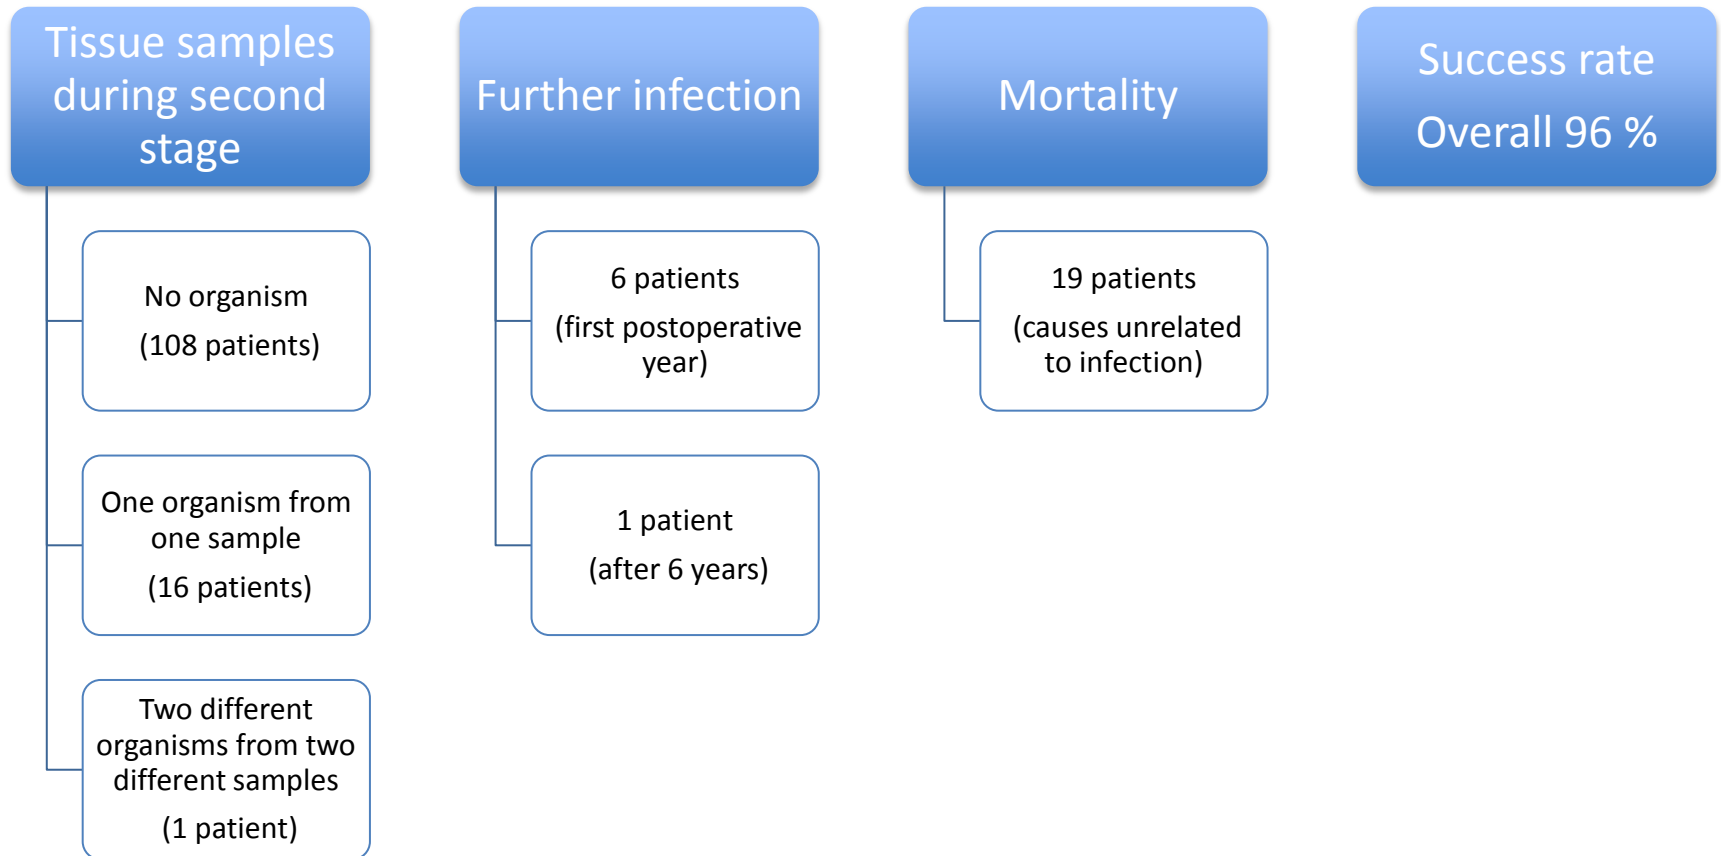 Tissue samples
during second
stage
No organism
(108 patients)
One organism from
one sample
(16 patients)
Two different
organisms from two
different samples
(1 patient)
Further infection
6 patients
(first postoperative
year)
1 patient
(after 6 years)
Mortality
19 patients
(causes unrelated
to infection)
Success rate
Overall 96 %